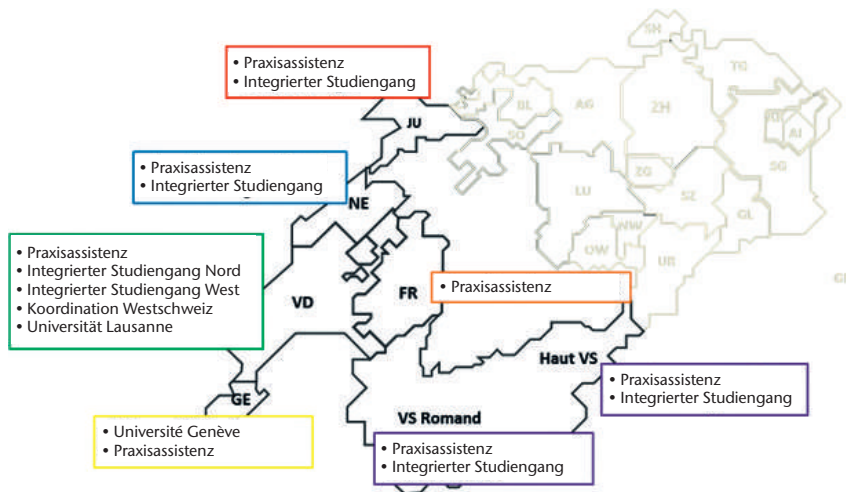 • Praxisassistenz
• Integrierter Studiengang
SH
TG
BL
AG
ZH
JU
SO
AI
SG
• Praxisassistenz
• Integrierter Studiengang
NE
LU
ZG
SZ
GL
NW
OW
UR
• Praxisassistenz
• Integrierter Studiengang Nord
• Integrierter Studiengang West
• Koordination Westschweiz
• Universität Lausanne
VD
FR
• Praxisassistenz
Haut VS
• Praxisassistenz
• Integrierter Studiengang
GE
VS Romand
• Université Genève
• Praxisassistenz
• Praxisassistenz
• Integrierter Studiengang